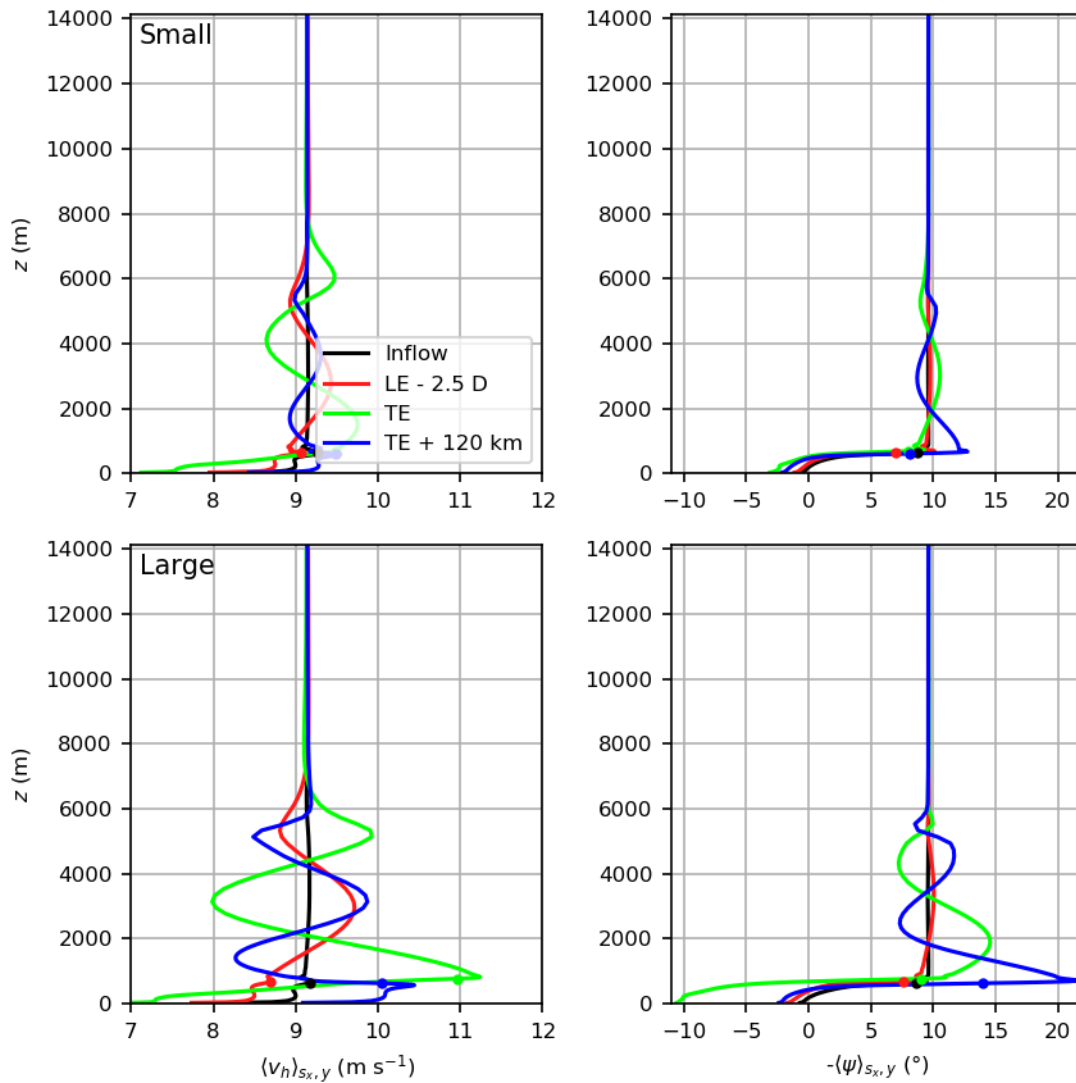 14000
12000
10000
8000
6000
4000
2000
0
z (m)
Small
Inflow
LE - 2.5 D
TE
TE + 120 km
7 8 9 10 11 12
14000
12000
10000
8000
6000
4000
2000
0
−10 −5 0 5 10 15 20
14000
12000
10000
8000
6000
4000
2000
0
z (m)
Large
7 8 9 10 11 12
⟨v_h⟩_{s_x, y} (m s⁻¹)
14000
12000
10000
8000
6000
4000
2000
0
−10 −5 0 5 10 15 20
-⟨ψ⟩_{s_x, y} (°)